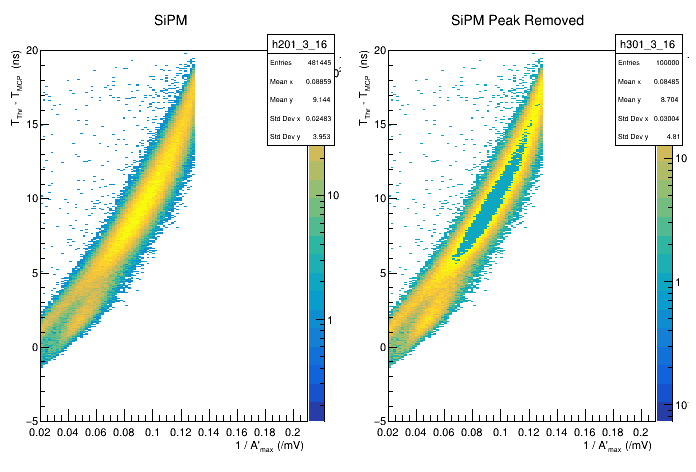 SiPM
SiPM Peak Removed
h201_3_16
Entries 481445
Mean x 0.08859
Mean y 9.144
Std Dev x 0.02483
Std Dev y 3.953
h301_3_16
Entries 100000
Mean x 0.08485
Mean y 8.704
Std Dev x 0.03004
Std Dev y 4.81
T_Thr - T_MCP (ns)
20
15
10
5
0
−5
0.02 0.04 0.06 0.08 0.1 0.12 0.14 0.16 0.18 0.2
1 / A'_max (/mV)
10
1
T_Thr - T_MCP (ns)
20
15
10
5
0
−5
0.02 0.04 0.06 0.08 0.1 0.12 0.14 0.16 0.18 0.2
1 / A'_max (/mV)
10
1
10